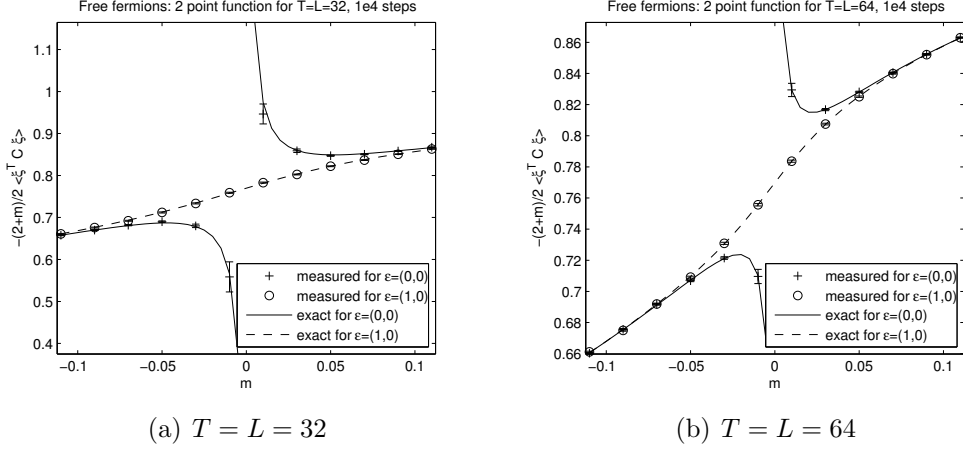 Free fermions: 2 point function for T=L=32, 1e4 steps
1.1
1
0.9
0.8
0.7
0.6
0.5
0.4
-(2+m)/2 <ξ^T C ξ>
−0.1
−0.05
0
0.05
0.1
m
measured for ε=(0,0)
measured for ε=(1,0)
exact for ε=(0,0)
exact for ε=(1,0)
(a) T = L = 32
Free fermions: 2 point function for T=L=64, 1e4 steps
0.86
0.84
0.82
0.8
0.78
0.76
0.74
0.72
0.7
0.68
0.66
-(2+m)/2 <ξ^T C ξ>
−0.1
−0.05
0
0.05
0.1
m
measured for ε=(0,0)
measured for ε=(1,0)
exact for ε=(0,0)
exact for ε=(1,0)
(b) T = L = 64